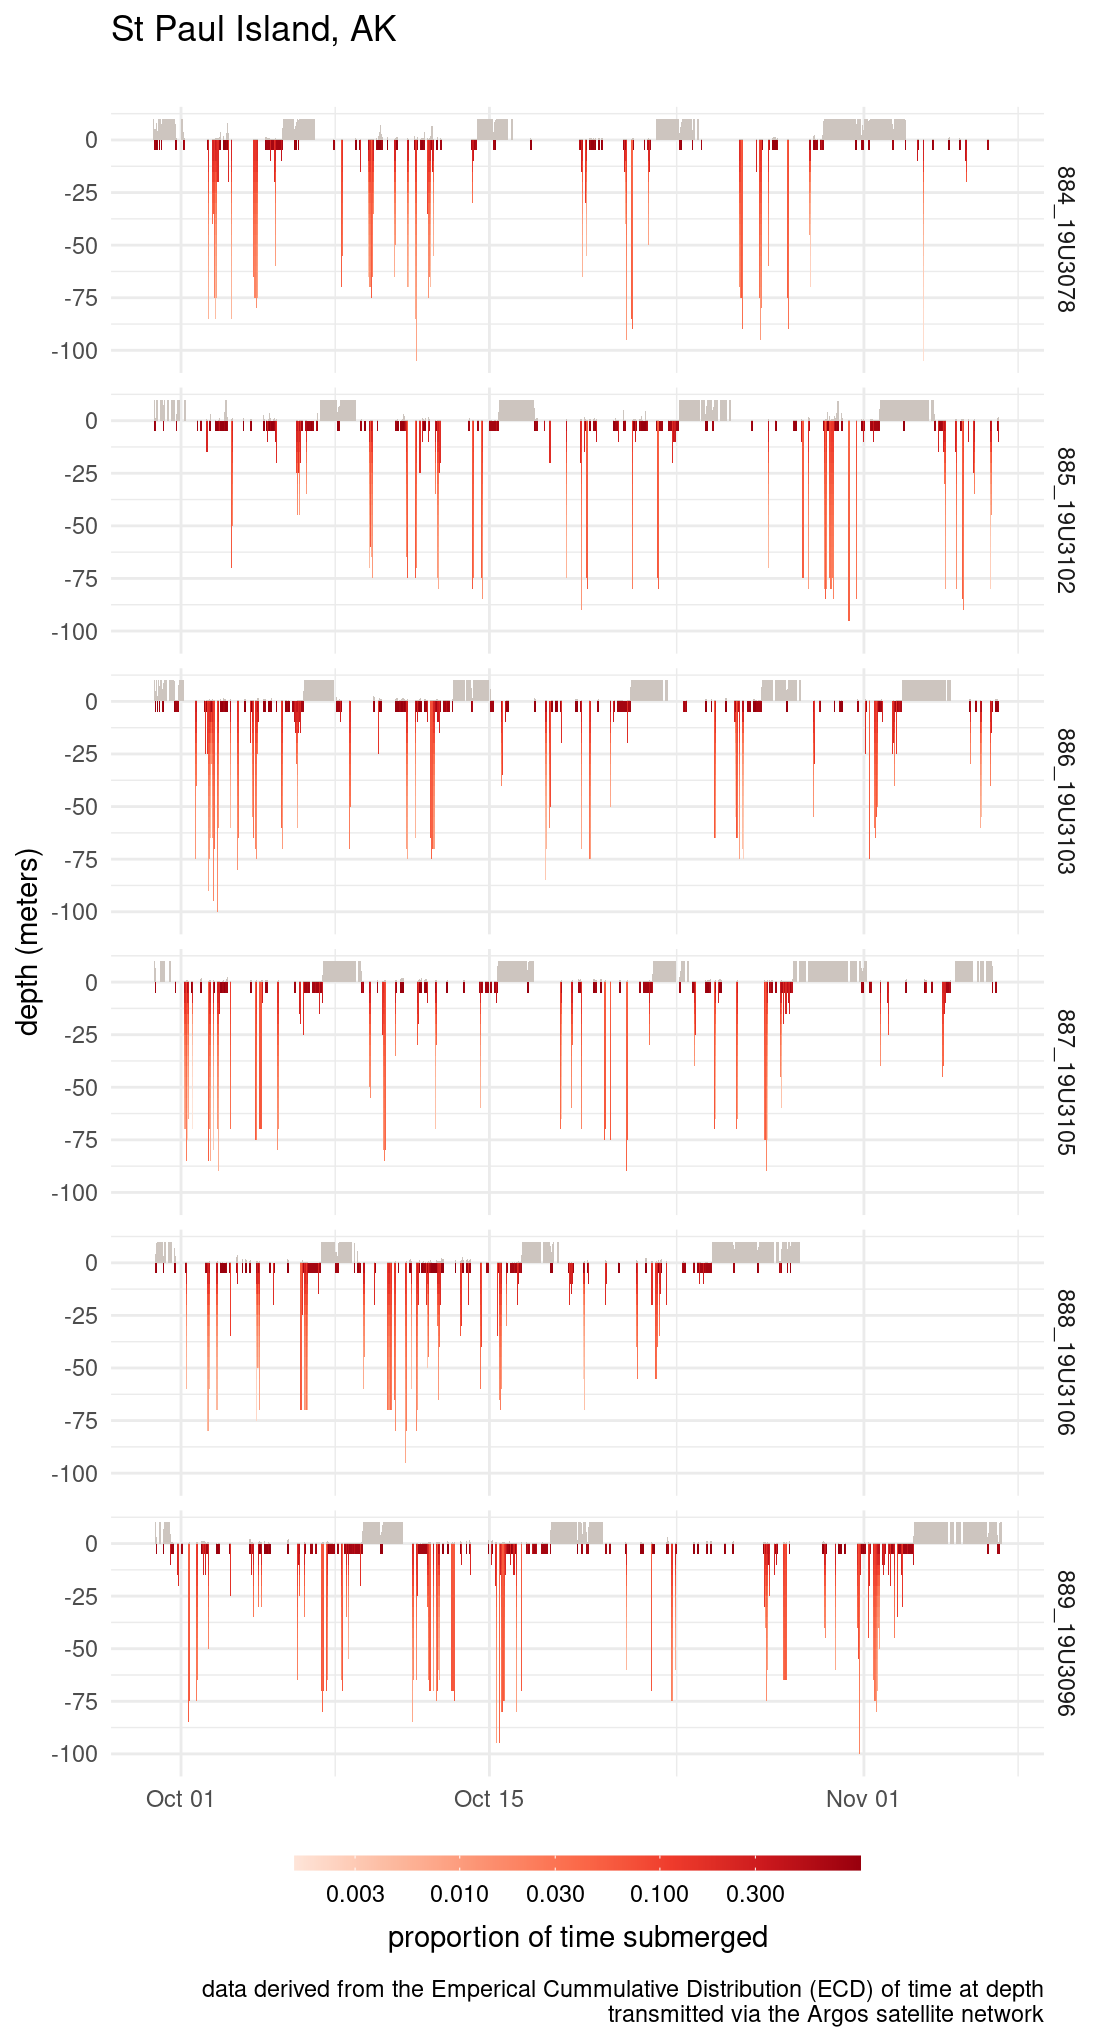 St Paul Island, AK
0
-25
-50
-75
-100
884_19U3078
0
-25
-50
-75
-100
885_19U3102
0
-25
-50
-75
-100
886_19U3103
depth (meters)
0
-25
-50
-75
-100
887_19U3105
0
-25
-50
-75
-100
888_19U3106
0
-25
-50
-75
-100
889_19U3096
Oct 01 Oct 15 Nov 01
0.003 0.010 0.030 0.100 0.300
proportion of time submerged
data derived from the Emperical Cummulative Distribution (ECD) of time at depth
transmitted via the Argos satellite network